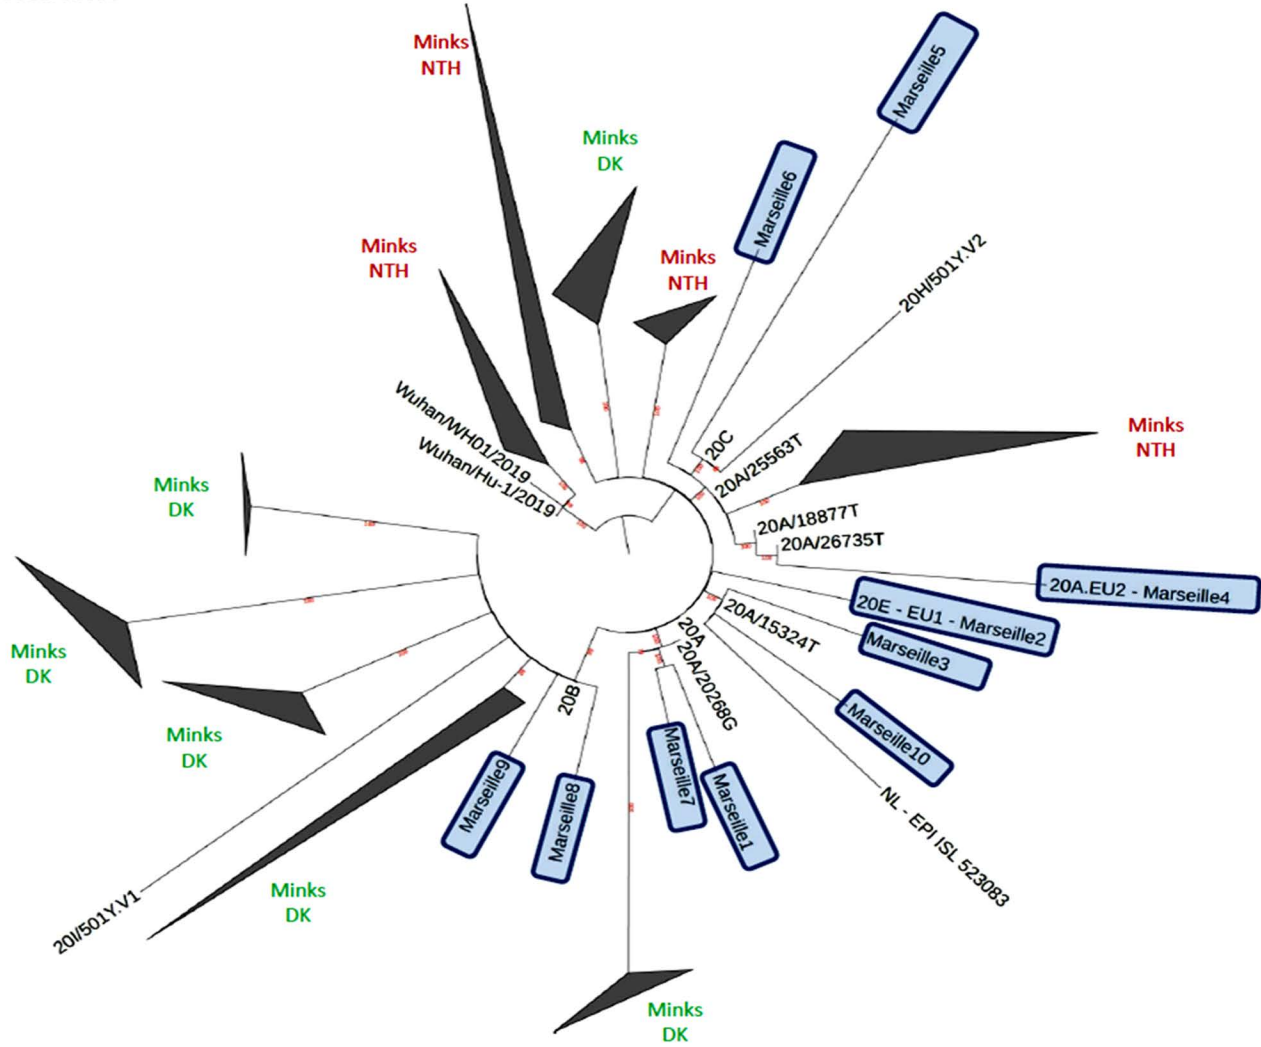 Minks
NTH
Marseille5
Minks
DK
Marseille6
Minks
NTH
Minks
NTH
20H/501Y.V2
Wuhan/WH01/2019
Wuhan/Hu-1/2019
20C
20A/25563T
Minks
NTH
Minks
DK
20A/18877T
20A/26735T
20A.EU2 - Marseille4
20E - EU1 - Marseille2
Marseille3
20A/15324T
20A
20A/20268G
Minks
DK
Marseille10
Minks
DK
20B
Marseille9
Marseille8
Marseille7
Marseille1
NL - EPI ISL 523083
20I/501Y.V1
Minks
DK
Minks
DK